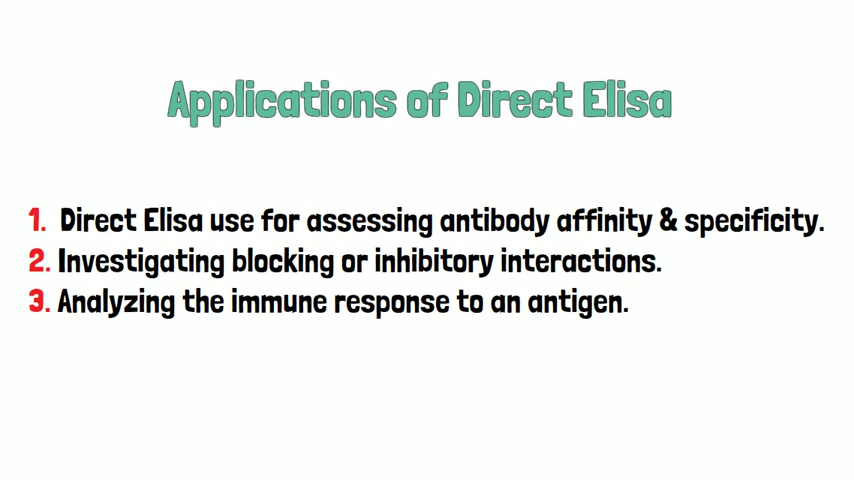 Applications of Direct Elisa
1. Direct Elisa use for assessing antibody affinity & specificity.
2. Investigating blocking or inhibitory interactions.
3. Analyzing the immune response to an antigen.